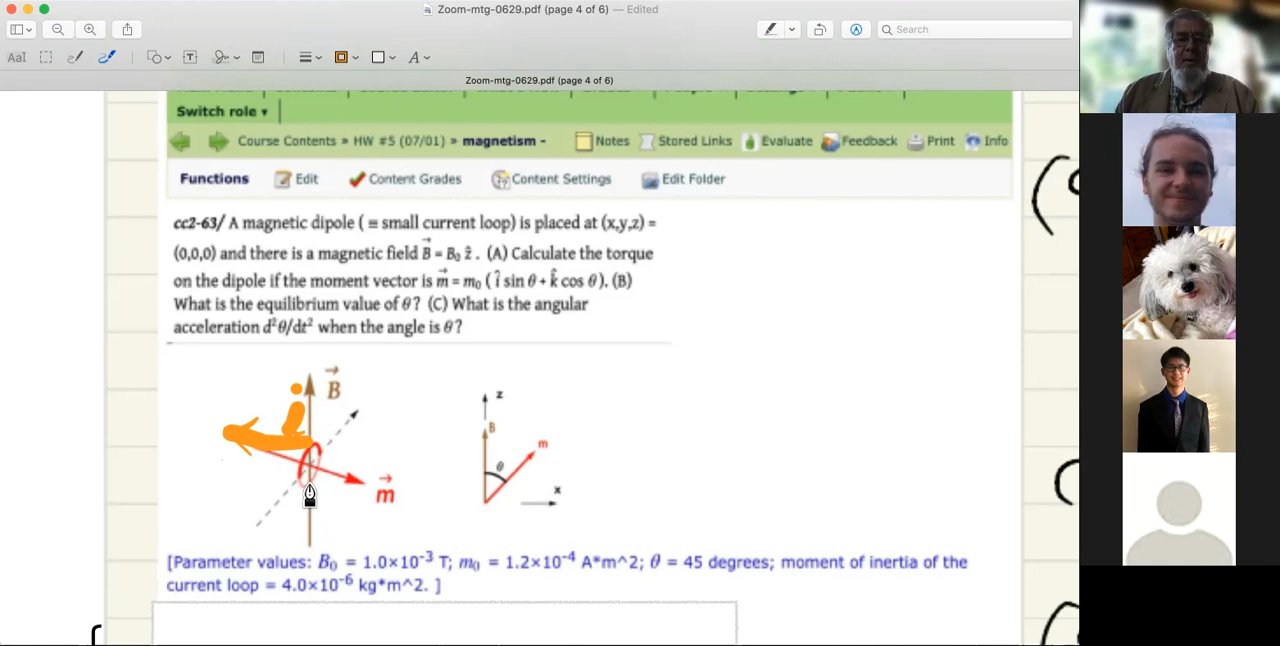 Zoom-mtg-0629.pdf (page 4 of 6) — Edited
Search
AaI
A
Zoom-mtg-0629.pdf (page 4 of 6)
Switch role ▾
Course Contents » HW #5 (07/01) » magnetism - Notes Stored Links Evaluate Feedback Print Info
Functions Edit Content Grades Content Settings Edit Folder
cc2-63/ A magnetic dipole ( ≡ small current loop) is placed at (x,y,z) =
(0,0,0) and there is a magnetic field B⃗ = B₀ ẑ . (A) Calculate the torque
on the dipole if the moment vector is m⃗ = m₀ ( î sin θ + k̂ cos θ ). (B)
What is the equilibrium value of θ ? (C) What is the angular
acceleration d²θ/dt² when the angle is θ ?
B⃗
m⃗
z
B
m
θ
x
[Parameter values: B₀ = 1.0×10⁻³ T; m₀ = 1.2×10⁻⁴ A*m^2; θ = 45 degrees; moment of inertia of the
current loop = 4.0×10⁻⁶ kg*m^2. ]